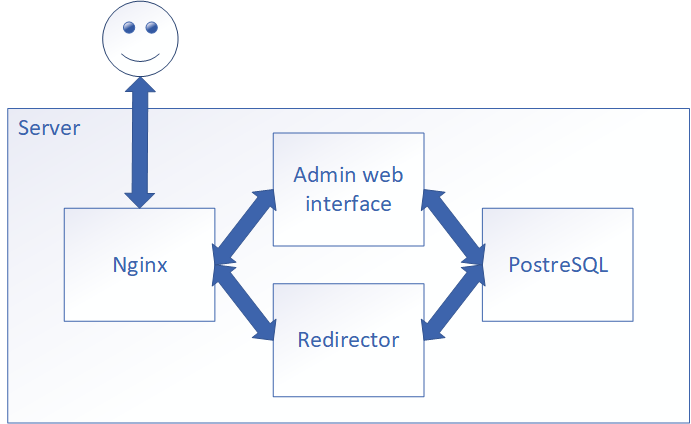 Server
Admin web
interface
Nginx
PostreSQL
Redirector